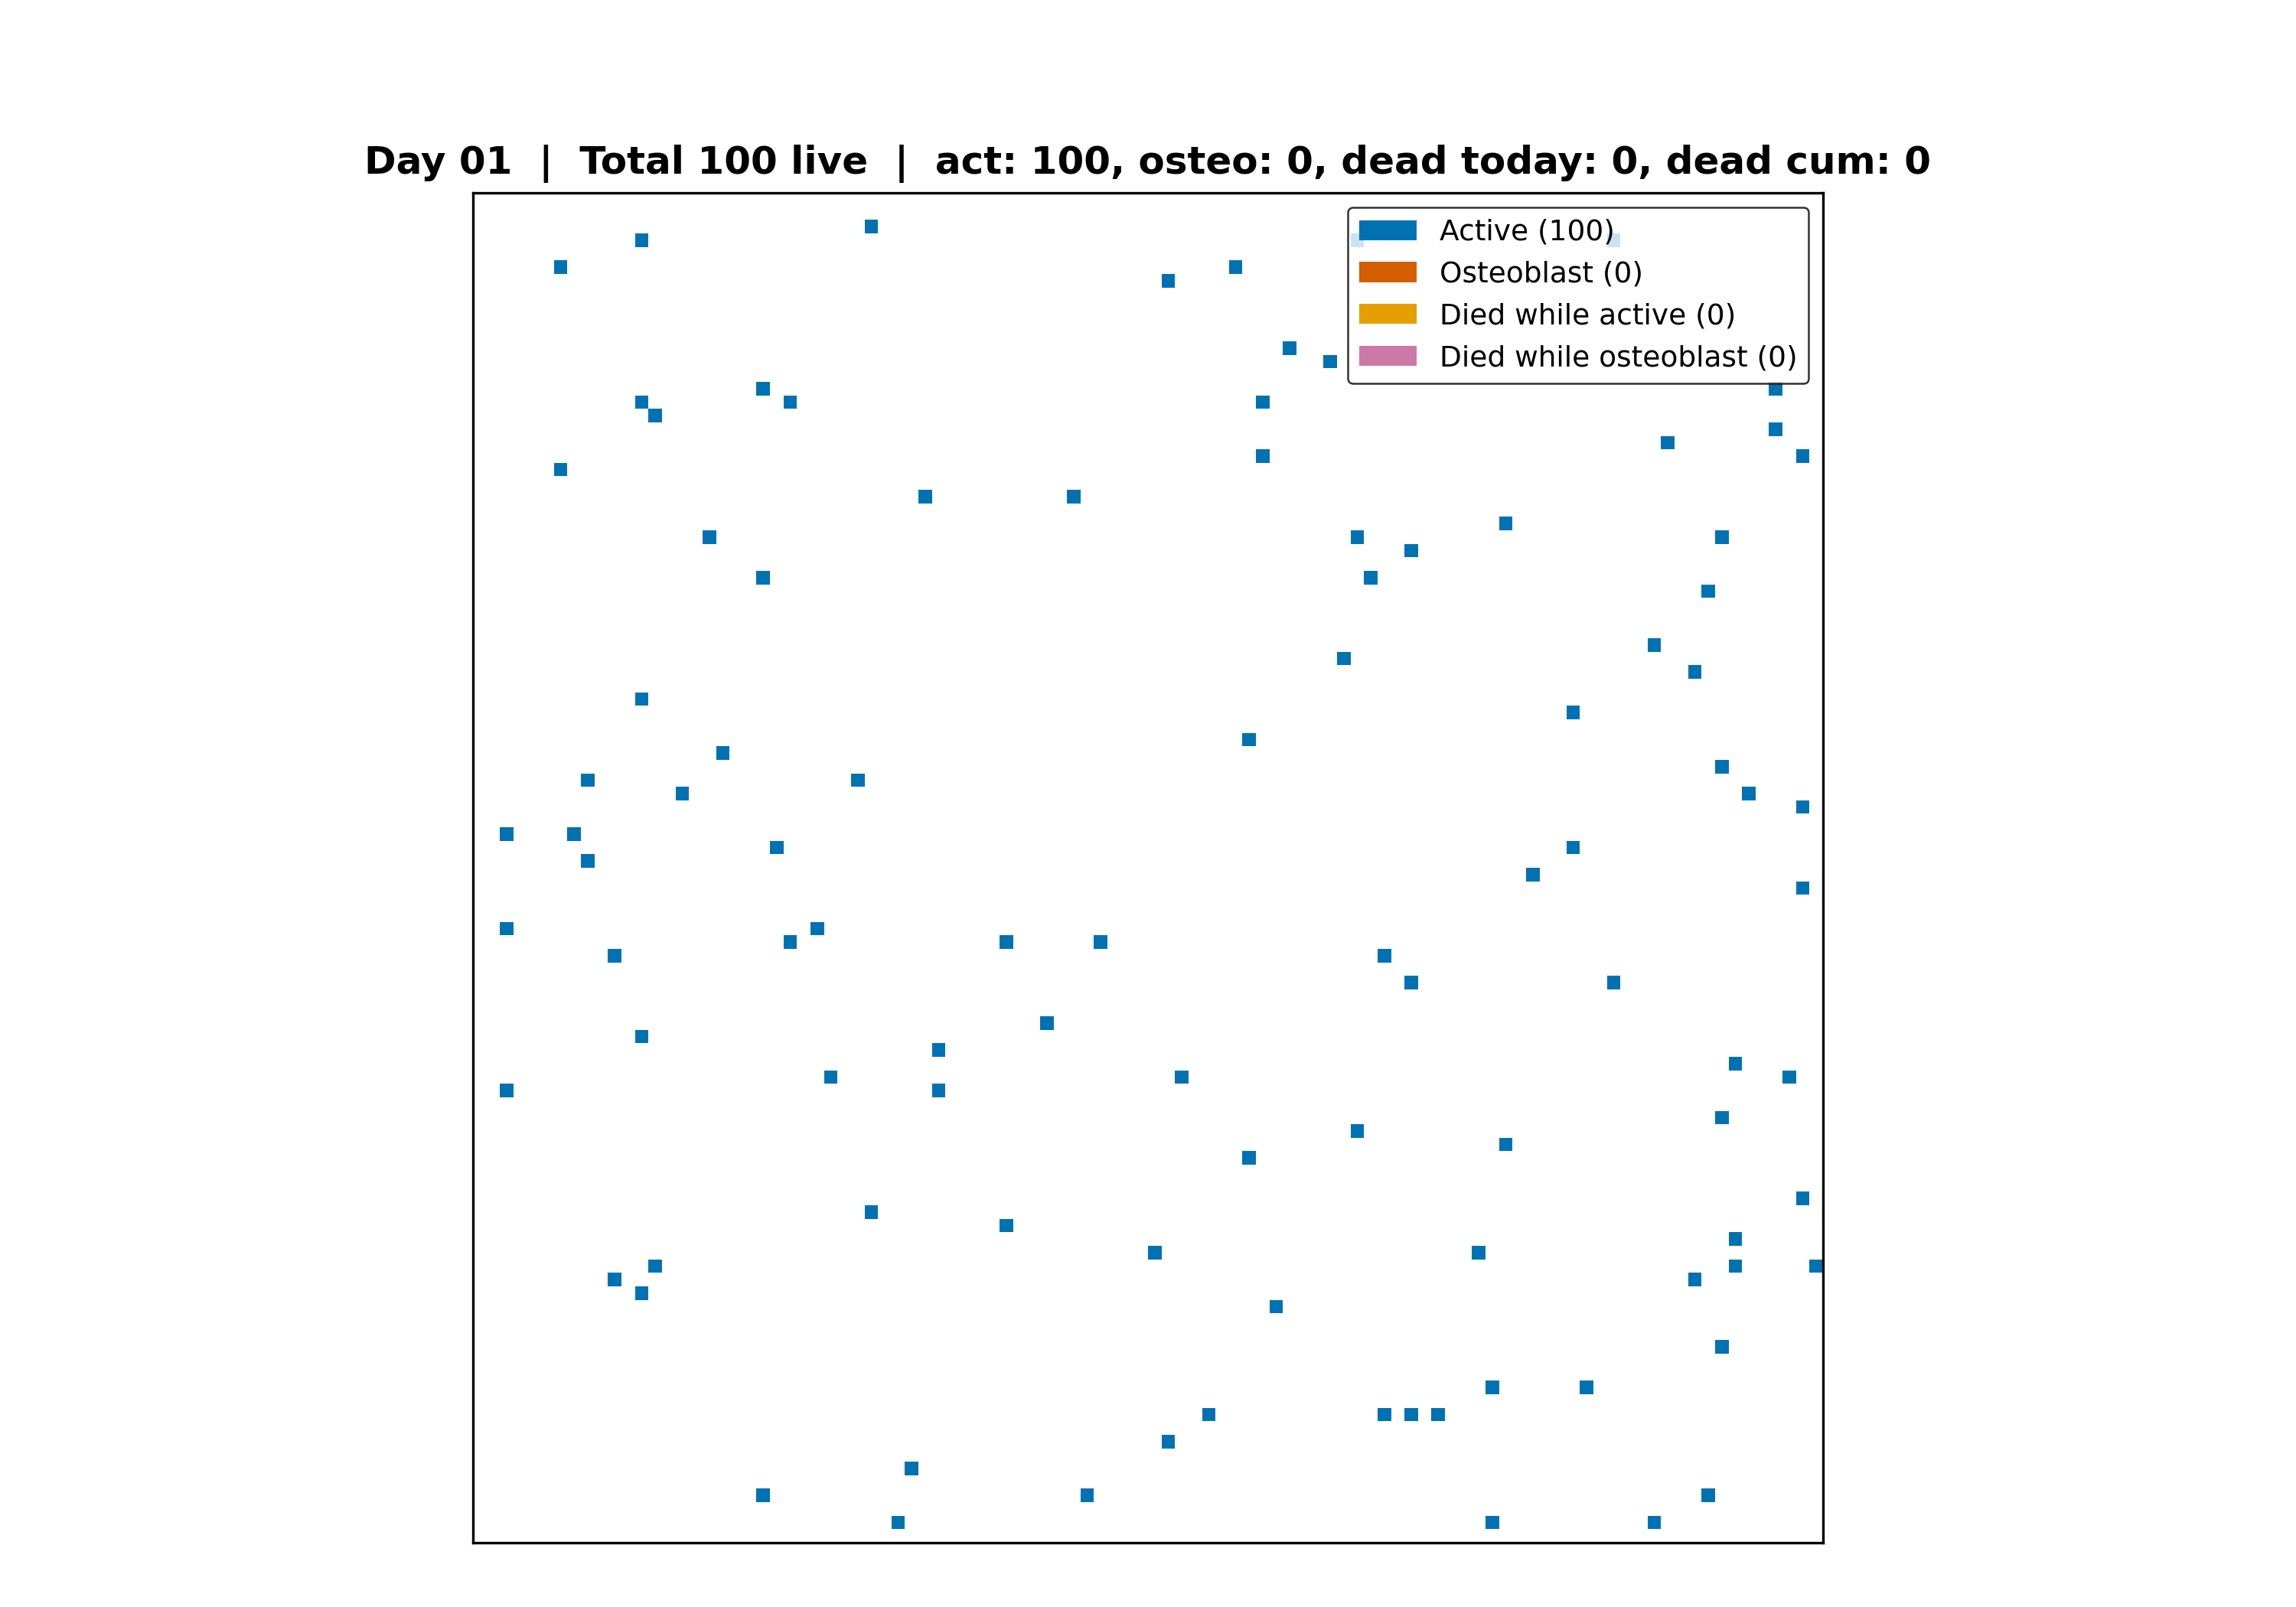 Day 01 | Total 100 live | act: 100, osteo: 0, dead today: 0, dead cum: 0
Active (100)
Osteoblast (0)
Died while active (0)
Died while osteoblast (0)